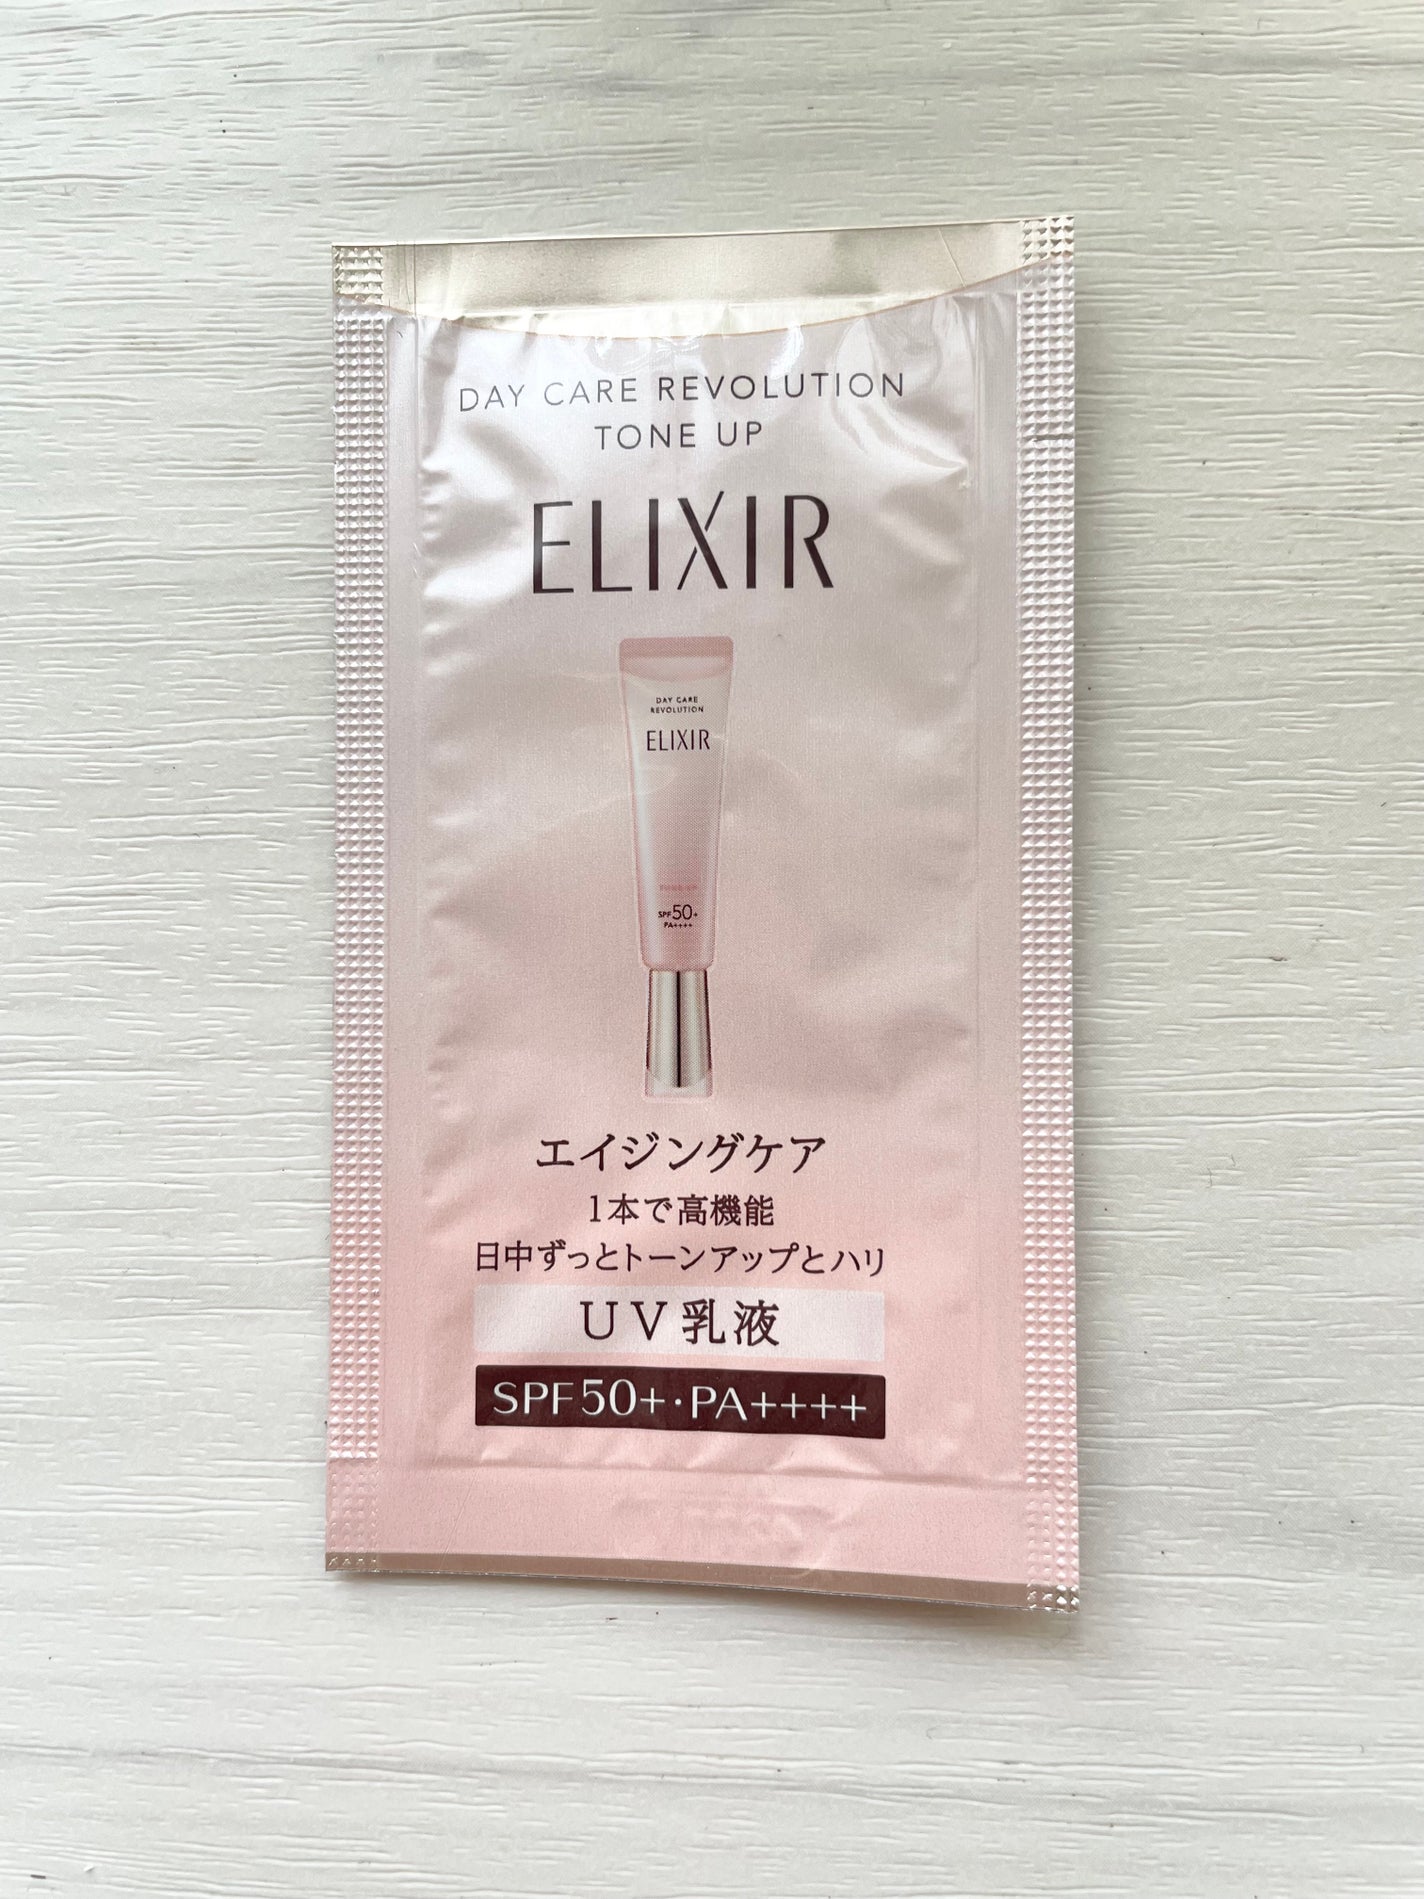 DAY CARE REVOLUTION
TONE UP
ELIXIR
DAY CARE
REVOLUTION
ELIXIR
TONE UP
SPF50+
PA++++
エイジングケア
1本で高機能
日中ずっとトーンアップとハリ
UV乳液
SPF50+・PA++++